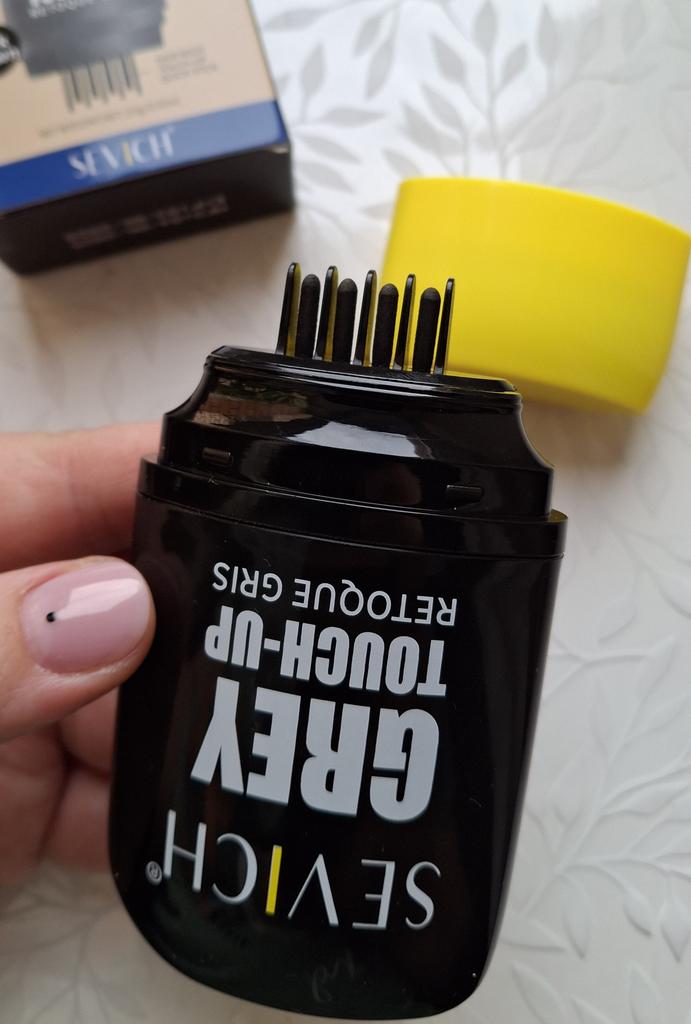 SEVICH
SEVICH®
GREY
TOUCH-UP
RETOQUE GRIS